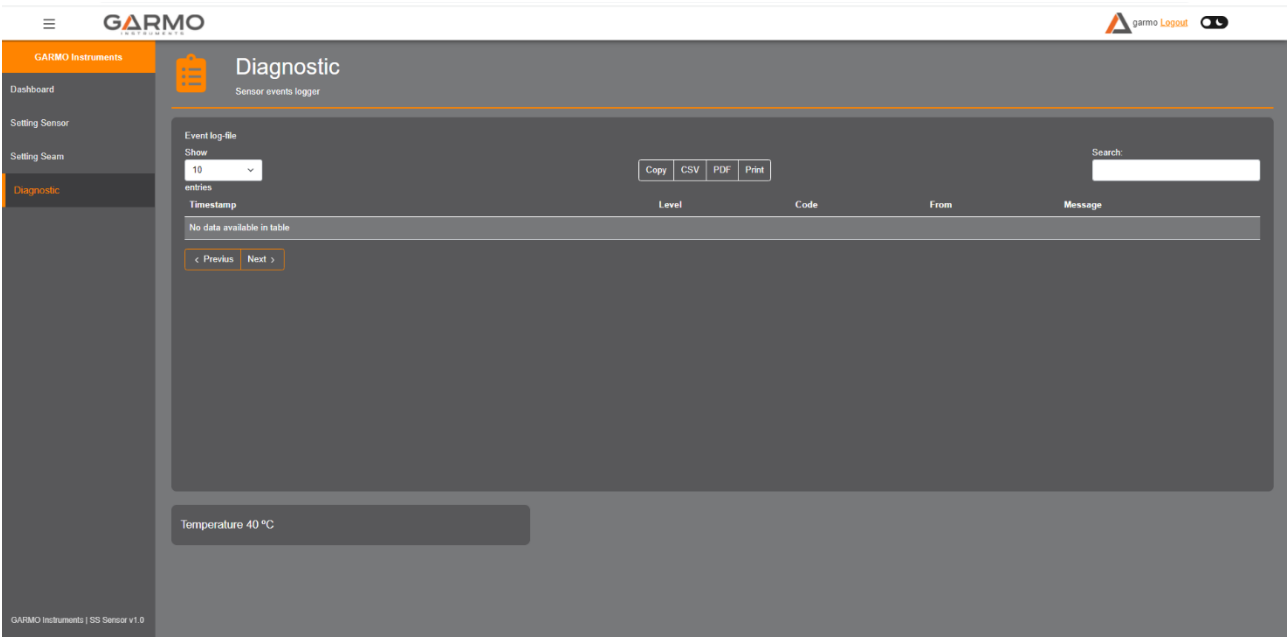 GARMO
INSTRUMENTS
garmo Logout
GARMO Instruments
Dashboard
Setting Sensor
Setting Seam
Diagnostic
Diagnostic
Sensor events logger
Event log-file
Show
10
entries
Copy CSV PDF Print
Search:
Timestamp Level Code From Message
No data available in table
‹ Previus Next ›
Temperature 40 ºC
GARMO Instruments | SS Sensor v1.0